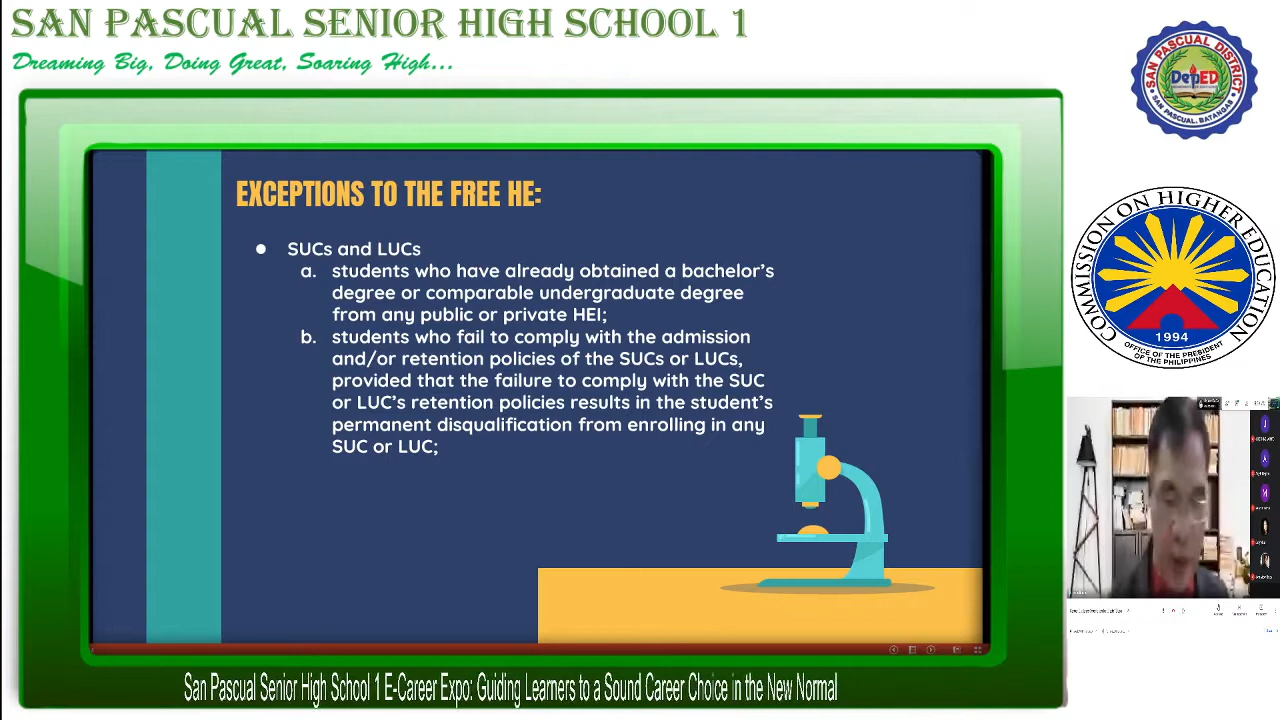 SAN PASCUAL SENIOR HIGH SCHOOL 1
Dreaming Big, Doing Great, Soaring High...
SAN PASCUAL DISTRICT
DepED
SAN PASCUAL, BATANGAS
EXCEPTIONS TO THE FREE HE:
● SUCs and LUCs
a. students who have already obtained a bachelor's
degree or comparable undergraduate degree
from any public or private HEI;
b. students who fail to comply with the admission
and/or retention policies of the SUCs or LUCs,
provided that the failure to comply with the SUC
or LUC's retention policies results in the student's
permanent disqualification from enrolling in any
SUC or LUC;
COMMISSION ON HIGHER EDUCATION
1994
OFFICE OF THE PRESIDENT
OF THE PHILIPPINES
J
A
M
San Pascual Senior High School 1 E-Career Expo: Guiding Learners to a Sound Career Choice in the New Normal